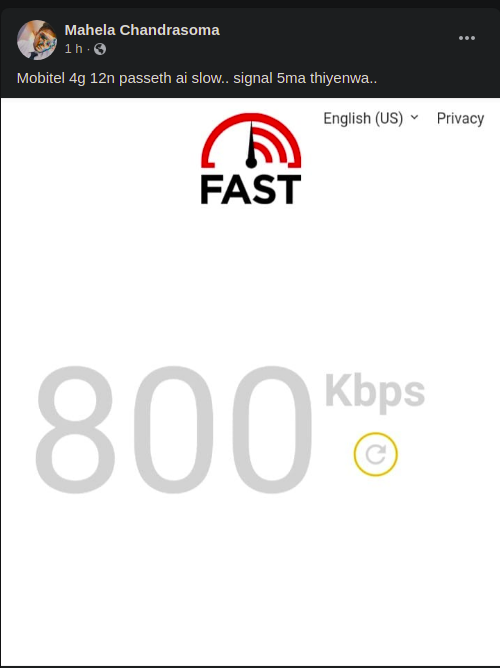 Mahela Chandrasoma
1 h ·
Mobitel 4g 12n passeth ai slow.. signal 5ma thiyenwa..
English (US) Privacy
FAST
800 Kbps